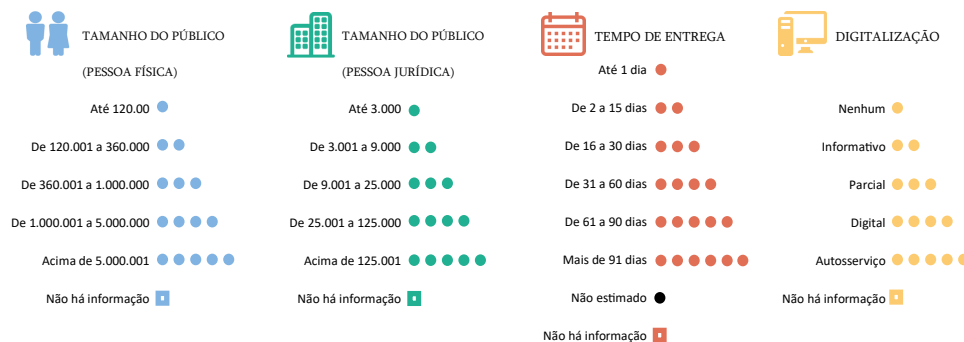 TAMANHO DO PÚBLICO
(PESSOA FÍSICA)
Até 120.00
De 120.001 a 360.000
De 360.001 a 1.000.000
De 1.000.001 a 5.000.000
Acima de 5.000.001
Não há informação
TAMANHO DO PÚBLICO
(PESSOA JURÍDICA)
Até 3.000
De 3.001 a 9.000
De 9.001 a 25.000
De 25.001 a 125.000
Acima de 125.001
Não há informação
TEMPO DE ENTREGA
Até 1 dia
De 2 a 15 dias
De 16 a 30 dias
De 31 a 60 dias
De 61 a 90 dias
Mais de 91 dias
Não estimado
Não há informação
DIGITALIZAÇÃO
Nenhum
Informativo
Parcial
Digital
Autosserviço
Não há informação